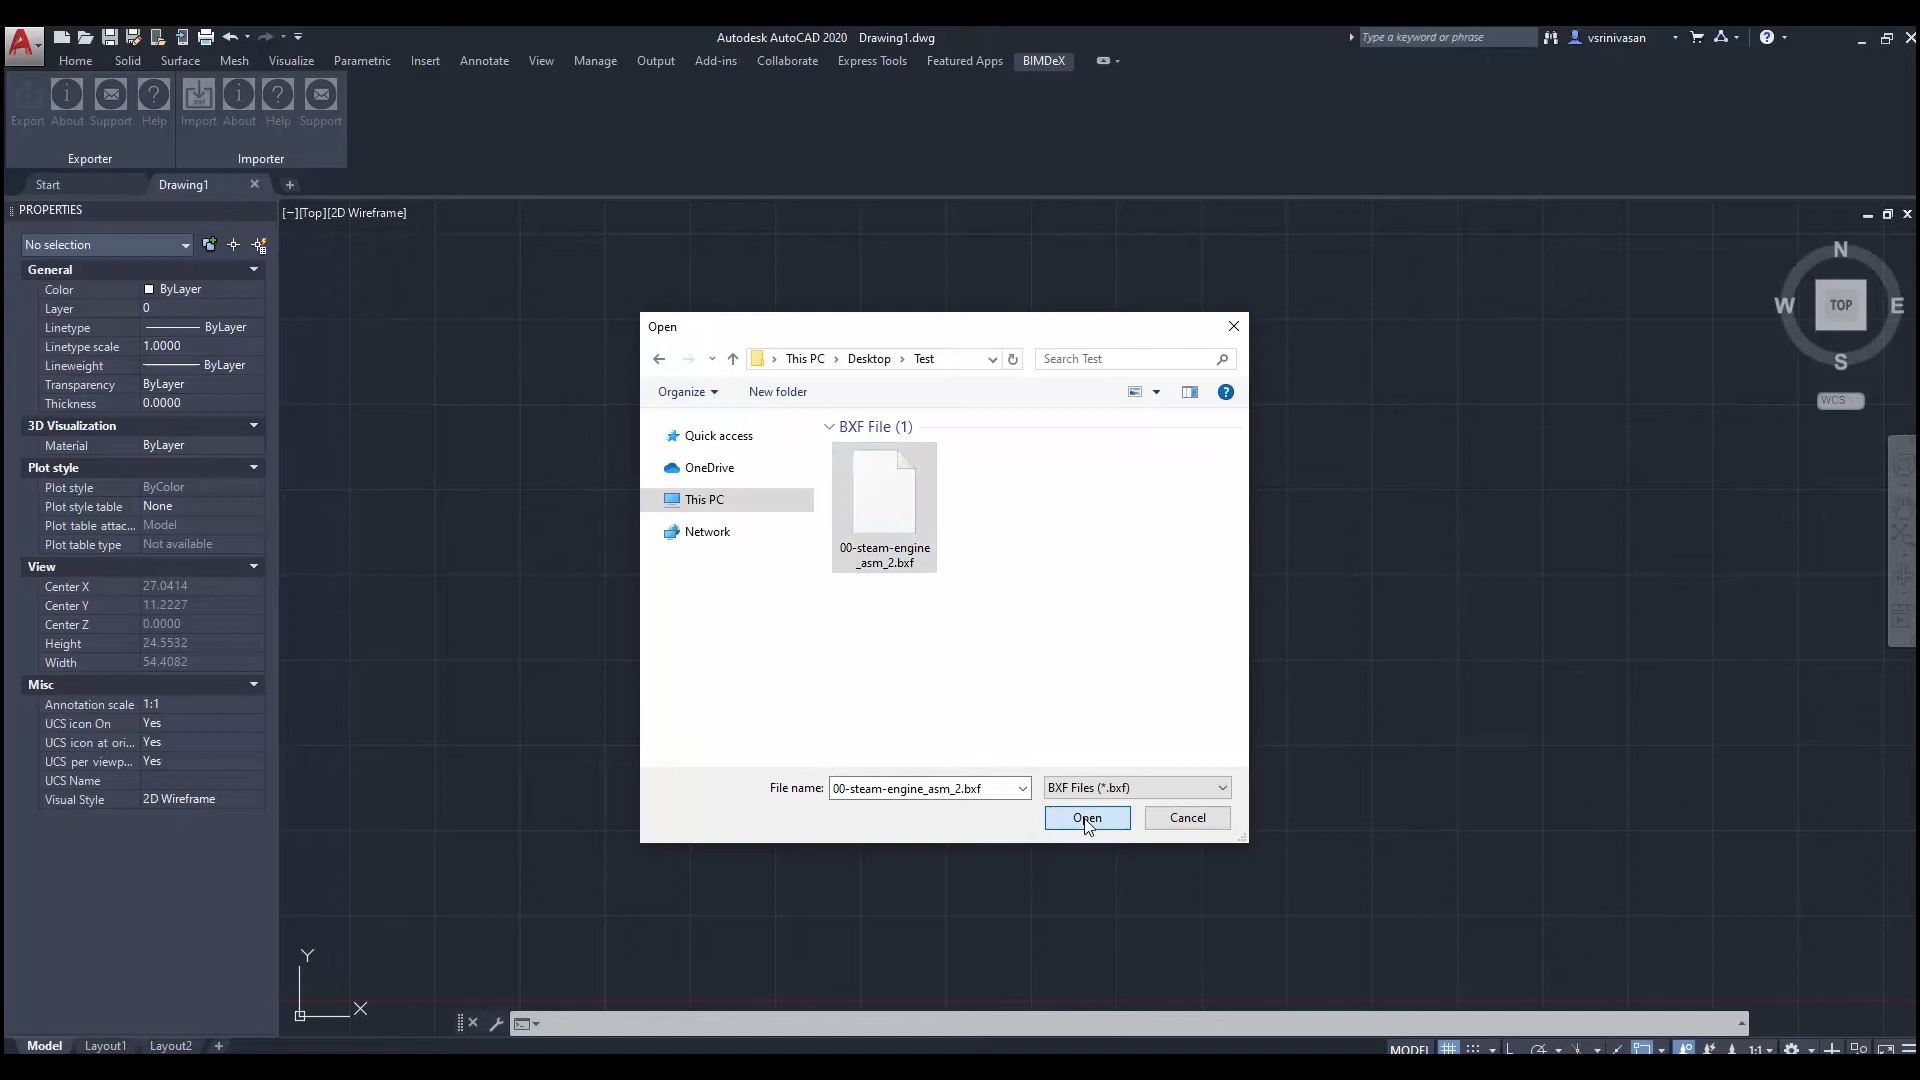 Autodesk AutoCAD 2020 Drawing1.dwg
Type a keyword or phrase
vsrinivasan
Home Solid Surface Mesh Visualize Parametric Insert Annotate View Manage Output Add-ins Collaborate Express Tools Featured Apps BIMDeX
Export About Support Help Import About Help Support
Exporter Importer
Start Drawing1
PROPERTIES
[−][Top][2D Wireframe]
No selection
General
Color ByLayer
Layer 0
Linetype ByLayer
Linetype scale 1.0000
Lineweight ByLayer
Transparency ByLayer
Thickness 0.0000
3D Visualization
Material ByLayer
Plot style
Plot style ByColor
Plot style table None
Plot table attac... Model
Plot table type Not available
View
Center X 27.0414
Center Y 11.2227
Center Z 0.0000
Height 24.5532
Width 54.4082
Misc
Annotation scale 1:1
UCS icon On Yes
UCS icon at ori... Yes
UCS per viewp... Yes
UCS Name
Visual Style 2D Wireframe
N
W TOP E
S
WCS
Open
This PC > Desktop > Test
Search Test
Organize New folder
Quick access
OneDrive
This PC
Network
BXF File (1)
00-steam-engine
_asm_2.bxf
File name: 00-steam-engine_asm_2.bxf BXF Files (*.bxf)
Open Cancel
Y
X
Model Layout1 Layout2 +
MODEL 1:1